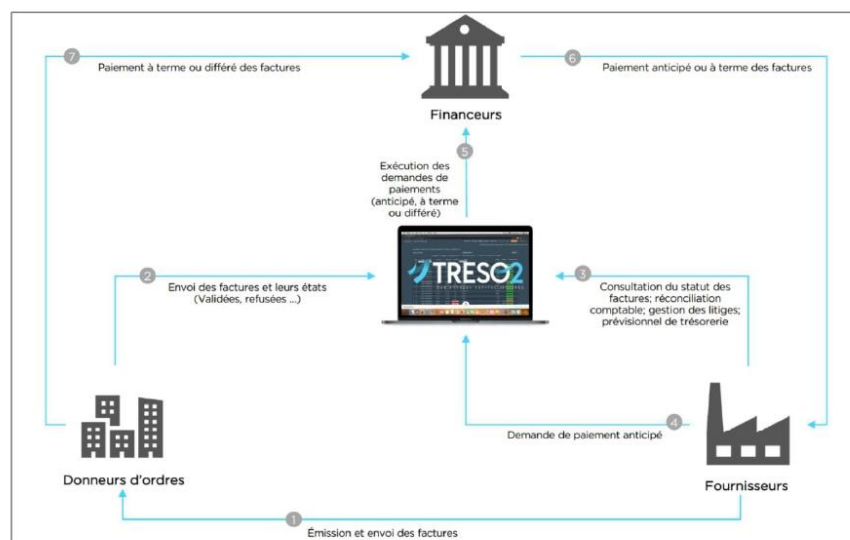 7
Paiement à terme ou différé des factures
6
Paiement anticipé ou à terme des factures
Financeurs
5
Exécution des
demandes de
paiements
(anticipé, à terme
ou différé)
TRESO2
2
Envoi des factures et leurs états
(Validées, refusées ...)
3
Consultation du statut des
factures; réconciliation
comptable; gestion des litiges;
prévisionnel de trésorerie
4
Demande de paiement anticipé
Donneurs d'ordres
Fournisseurs
1
Émission et envoi des factures